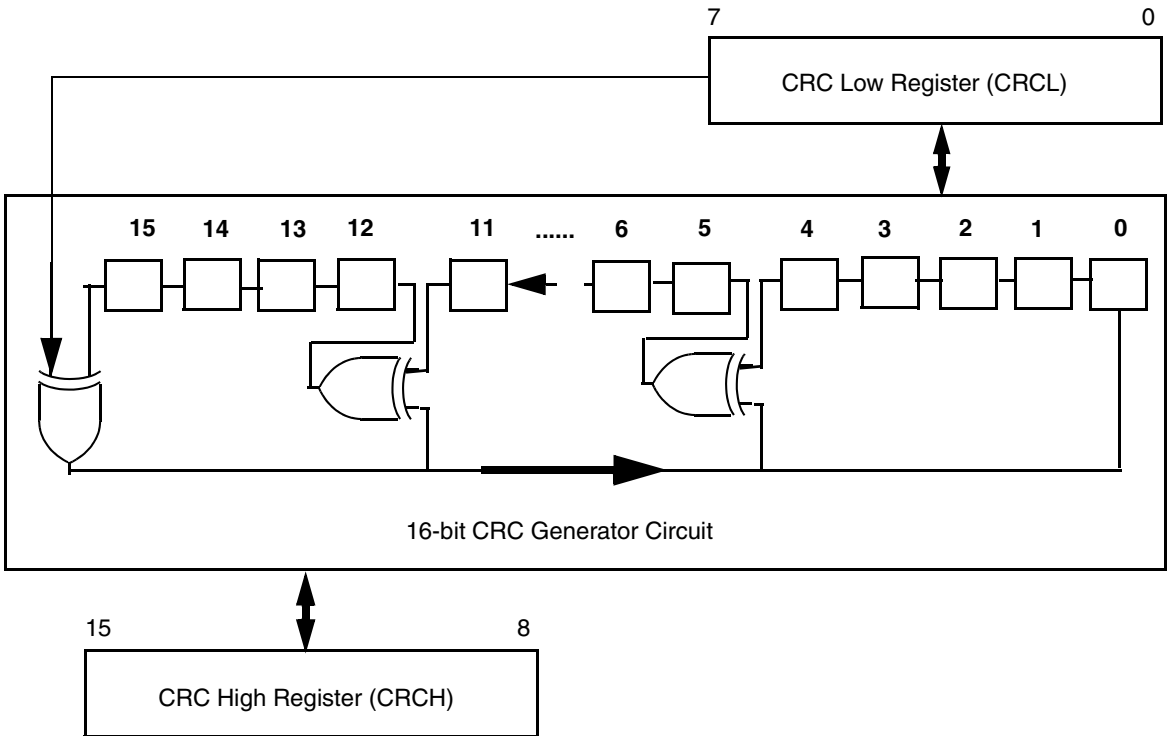 7 0
CRC Low Register (CRCL)
15 14 13 12 11 ...... 6 5 4 3 2 1 0
16-bit CRC Generator Circuit
15 8
CRC High Register (CRCH)